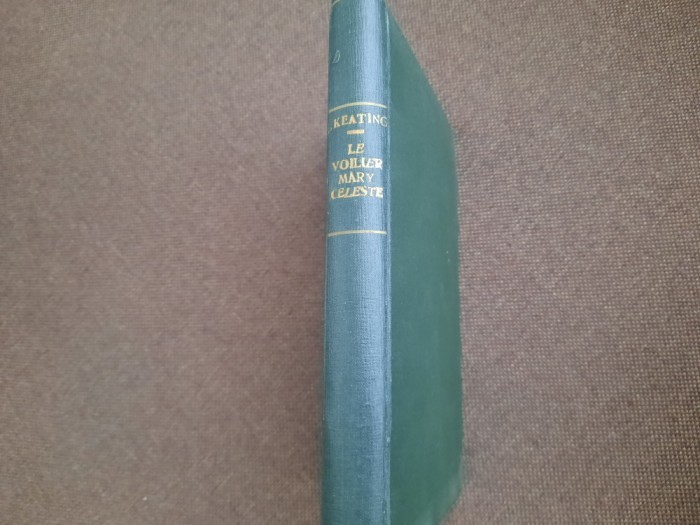 KEATING
LE
VOILIER
MARY
CELESTE